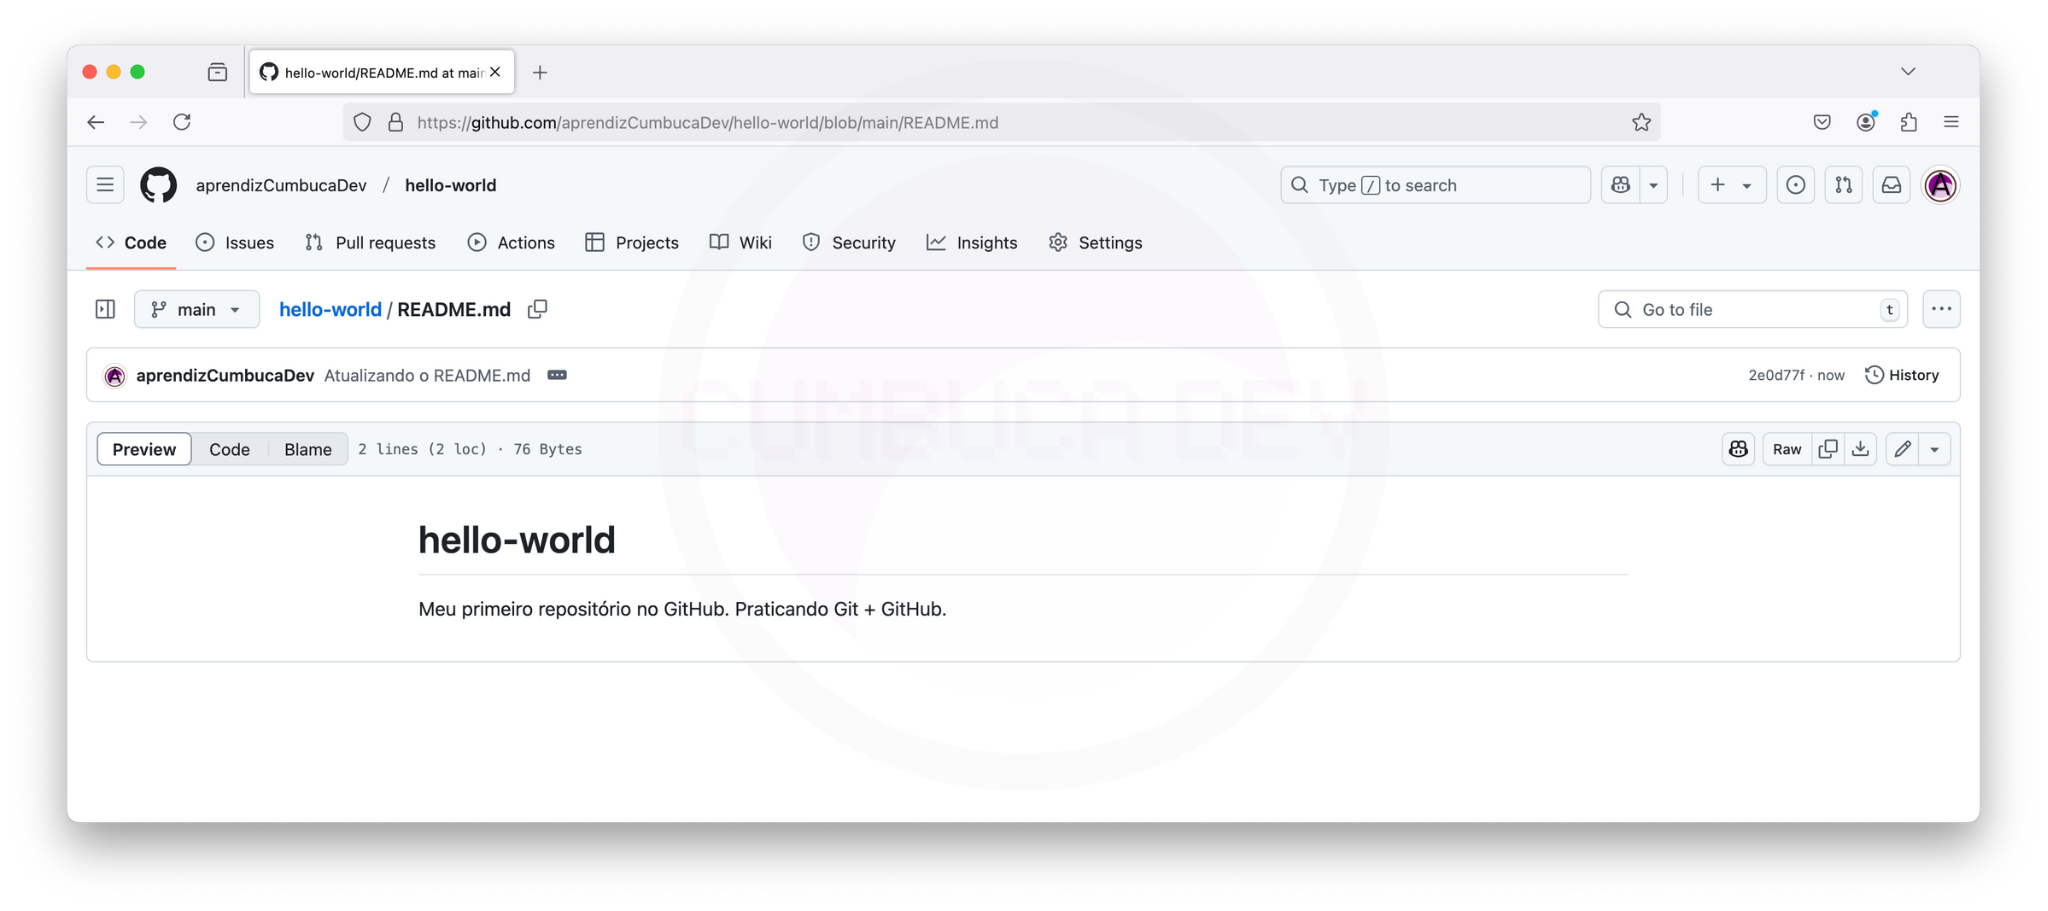 hello-world/README.md at main
https://github.com/aprendizCumbucaDev/hello-world/blob/main/README.md
aprendizCumbucaDev / hello-world
Type / to search
Code Issues Pull requests Actions Projects Wiki Security Insights Settings
main hello-world / README.md
Go to file t
aprendizCumbucaDev Atualizando o README.md
2e0d77f · now History
Preview Code Blame 2 lines (2 loc) · 76 Bytes
Raw
CUMBUCA DEV
hello-world
Meu primeiro repositório no GitHub. Praticando Git + GitHub.